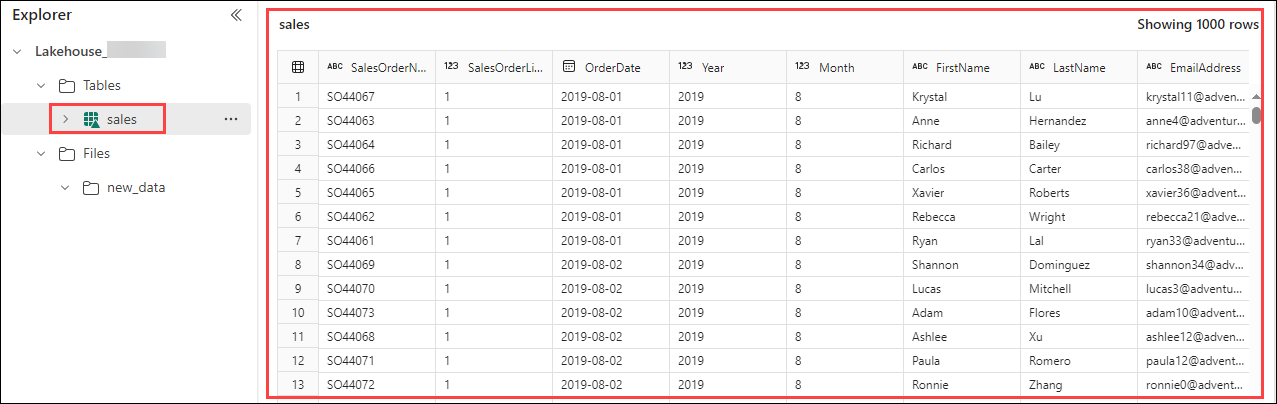 Explorer
Lakehouse_
Tables
sales
Files
new_data
sales Showing 1000 rows
ABC SalesOrderN... 123 SalesOrderLi... OrderDate 123 Year 123 Month ABC FirstName ABC LastName ABC EmailAddress
1 SO44067 1 2019-08-01 2019 8 Krystal Lu krystal11@adven...
2 SO44063 1 2019-08-01 2019 8 Anne Hernandez anne4@adventur...
3 SO44064 1 2019-08-01 2019 8 Richard Bailey richard97@adve...
4 SO44066 1 2019-08-01 2019 8 Carlos Carter carlos38@adven...
5 SO44065 1 2019-08-01 2019 8 Xavier Roberts xavier36@adven...
6 SO44062 1 2019-08-01 2019 8 Rebecca Wright rebecca21@adve...
7 SO44061 1 2019-08-01 2019 8 Ryan Lal ryan33@adventu...
8 SO44069 1 2019-08-02 2019 8 Shannon Dominguez shannon34@adv...
9 SO44070 1 2019-08-02 2019 8 Lucas Mitchell lucas3@adventu...
10 SO44073 1 2019-08-02 2019 8 Adam Flores adam10@advent...
11 SO44068 1 2019-08-02 2019 8 Ashlee Xu ashlee12@adven...
12 SO44071 1 2019-08-02 2019 8 Paula Romero paula12@advent...
13 SO44072 1 2019-08-02 2019 8 Ronnie Zhang ronnie0@advent...